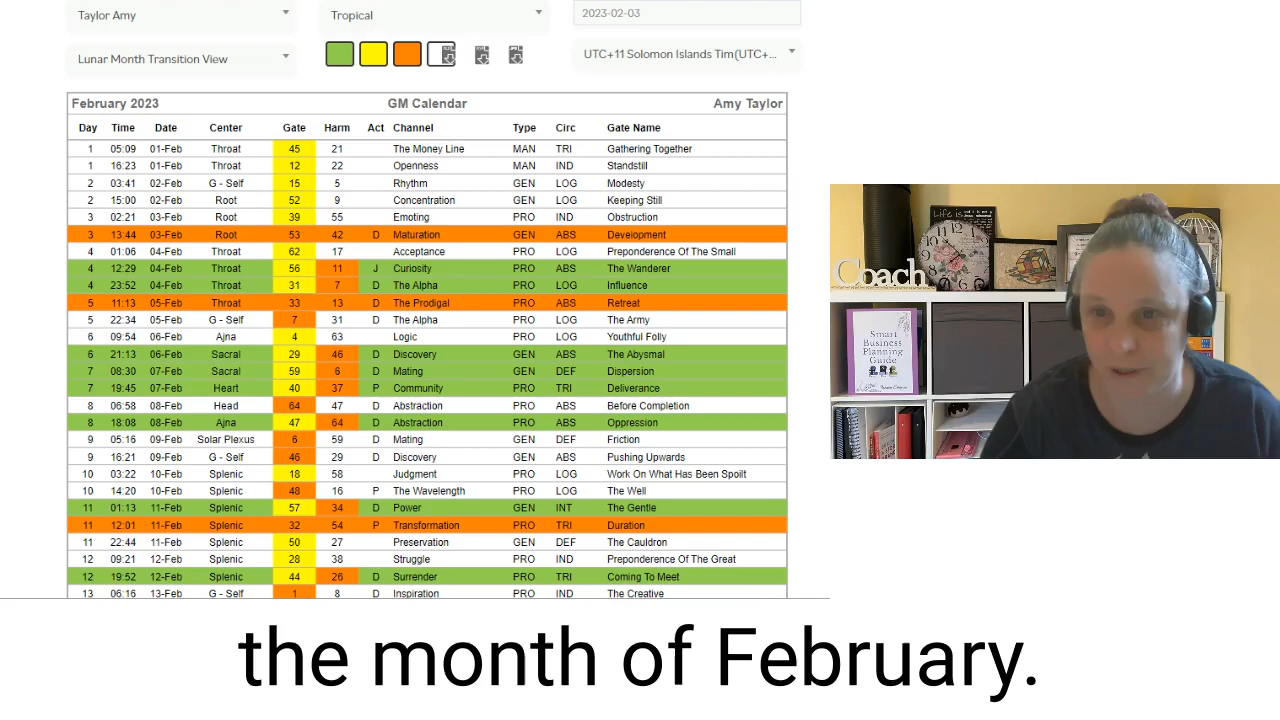 Taylor Amy
Tropical
2023-02-03
Lunar Month Transition View
UTC+11 Solomon Islands Tim(UTC+...
February 2023 GM Calendar Amy Taylor
Day Time Date Center Gate Harm Act Channel Type Circ Gate Name
1 05:09 01-Feb Throat 45 21 The Money Line MAN TRI Gathering Together
1 16:23 01-Feb Throat 12 22 Openness MAN IND Standstill
2 03:41 02-Feb G - Self 15 5 Rhythm GEN LOG Modesty
2 15:00 02-Feb Root 52 9 Concentration GEN LOG Keeping Still
3 02:21 03-Feb Root 39 55 Emoting PRO IND Obstruction
3 13:44 03-Feb Root 53 42 D Maturation GEN ABS Development
4 01:06 04-Feb Throat 62 17 Acceptance PRO LOG Preponderence Of The Small
4 12:29 04-Feb Throat 56 11 J Curiosity PRO ABS The Wanderer
4 23:52 04-Feb Throat 31 7 D The Alpha PRO LOG Influence
5 11:13 05-Feb Throat 33 13 D The Prodigal PRO ABS Retreat
5 22:34 05-Feb G - Self 7 31 D The Alpha PRO LOG The Army
6 09:54 06-Feb Ajna 4 63 Logic PRO LOG Youthful Folly
6 21:13 06-Feb Sacral 29 46 D Discovery GEN ABS The Abysmal
7 08:30 07-Feb Sacral 59 6 D Mating GEN DEF Dispersion
7 19:45 07-Feb Heart 40 37 P Community PRO TRI Deliverance
8 06:58 08-Feb Head 64 47 D Abstraction PRO ABS Before Completion
8 18:08 08-Feb Ajna 47 64 D Abstraction PRO ABS Oppression
9 05:16 09-Feb Solar Plexus 6 59 D Mating GEN DEF Friction
9 16:21 09-Feb G - Self 46 29 D Discovery GEN ABS Pushing Upwards
10 03:22 10-Feb Splenic 18 58 Judgment PRO LOG Work On What Has Been Spoilt
10 14:20 10-Feb Splenic 48 16 P The Wavelength PRO LOG The Well
11 01:13 11-Feb Splenic 57 34 D Power GEN INT The Gentle
11 12:01 11-Feb Splenic 32 54 P Transformation PRO TRI Duration
11 22:44 11-Feb Splenic 50 27 Preservation GEN DEF The Cauldron
12 09:21 12-Feb Splenic 28 38 Struggle PRO IND Preponderance Of The Great
12 19:52 12-Feb Splenic 44 26 D Surrender PRO TRI Coming To Meet
13 06:16 13-Feb G - Self 1 8 D Inspiration PRO IND The Creative
Life is
Coach
Smart
Business
Planning
Guide
the month of February.